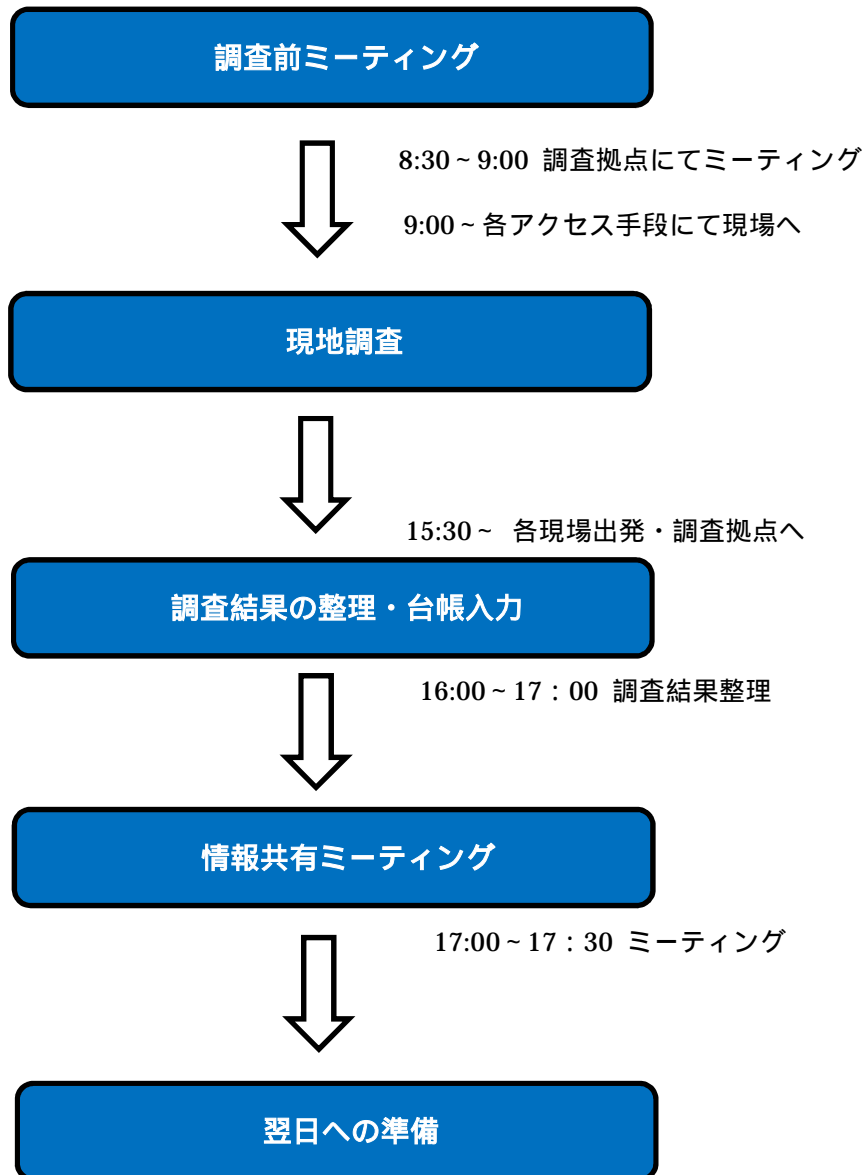 調査前ミーティング
8:30～9:00 調査拠点にてミーティング
9:00～各アクセス手段にて現場へ
現地調査
15:30～ 各現場出発・調査拠点へ
調査結果の整理・台帳入力
16:00～17：00 調査結果整理
情報共有ミーティング
17:00～17：30 ミーティング
翌日への準備